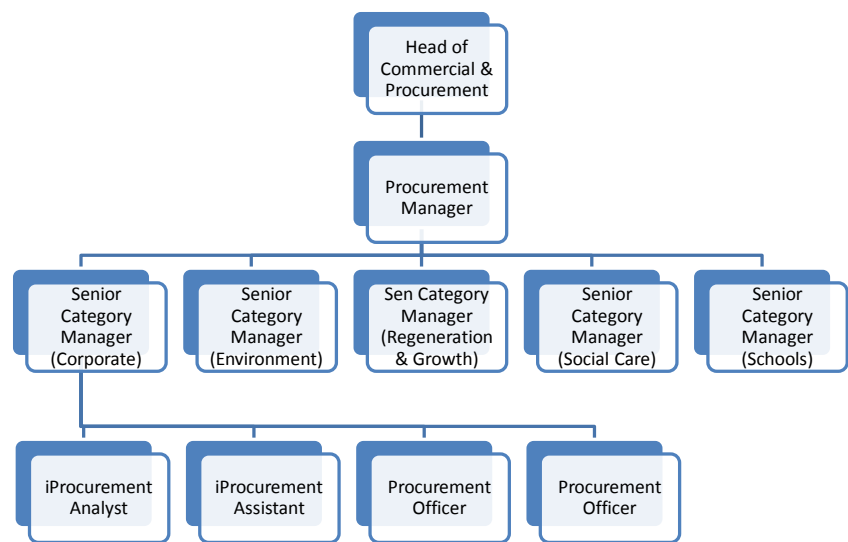 Head of
Commercial &
Procurement
Procurement
Manager
Senior
Category
Manager
(Corporate)
Senior
Category
Manager
(Environment)
Sen Category
Manager
(Regeneration
& Growth)
Senior
Category
Manager
(Social Care)
Senior
Category
Manager
(Schools)
iProcurement
Analyst
iProcurement
Assistant
Procurement
Officer
Procurement
Officer